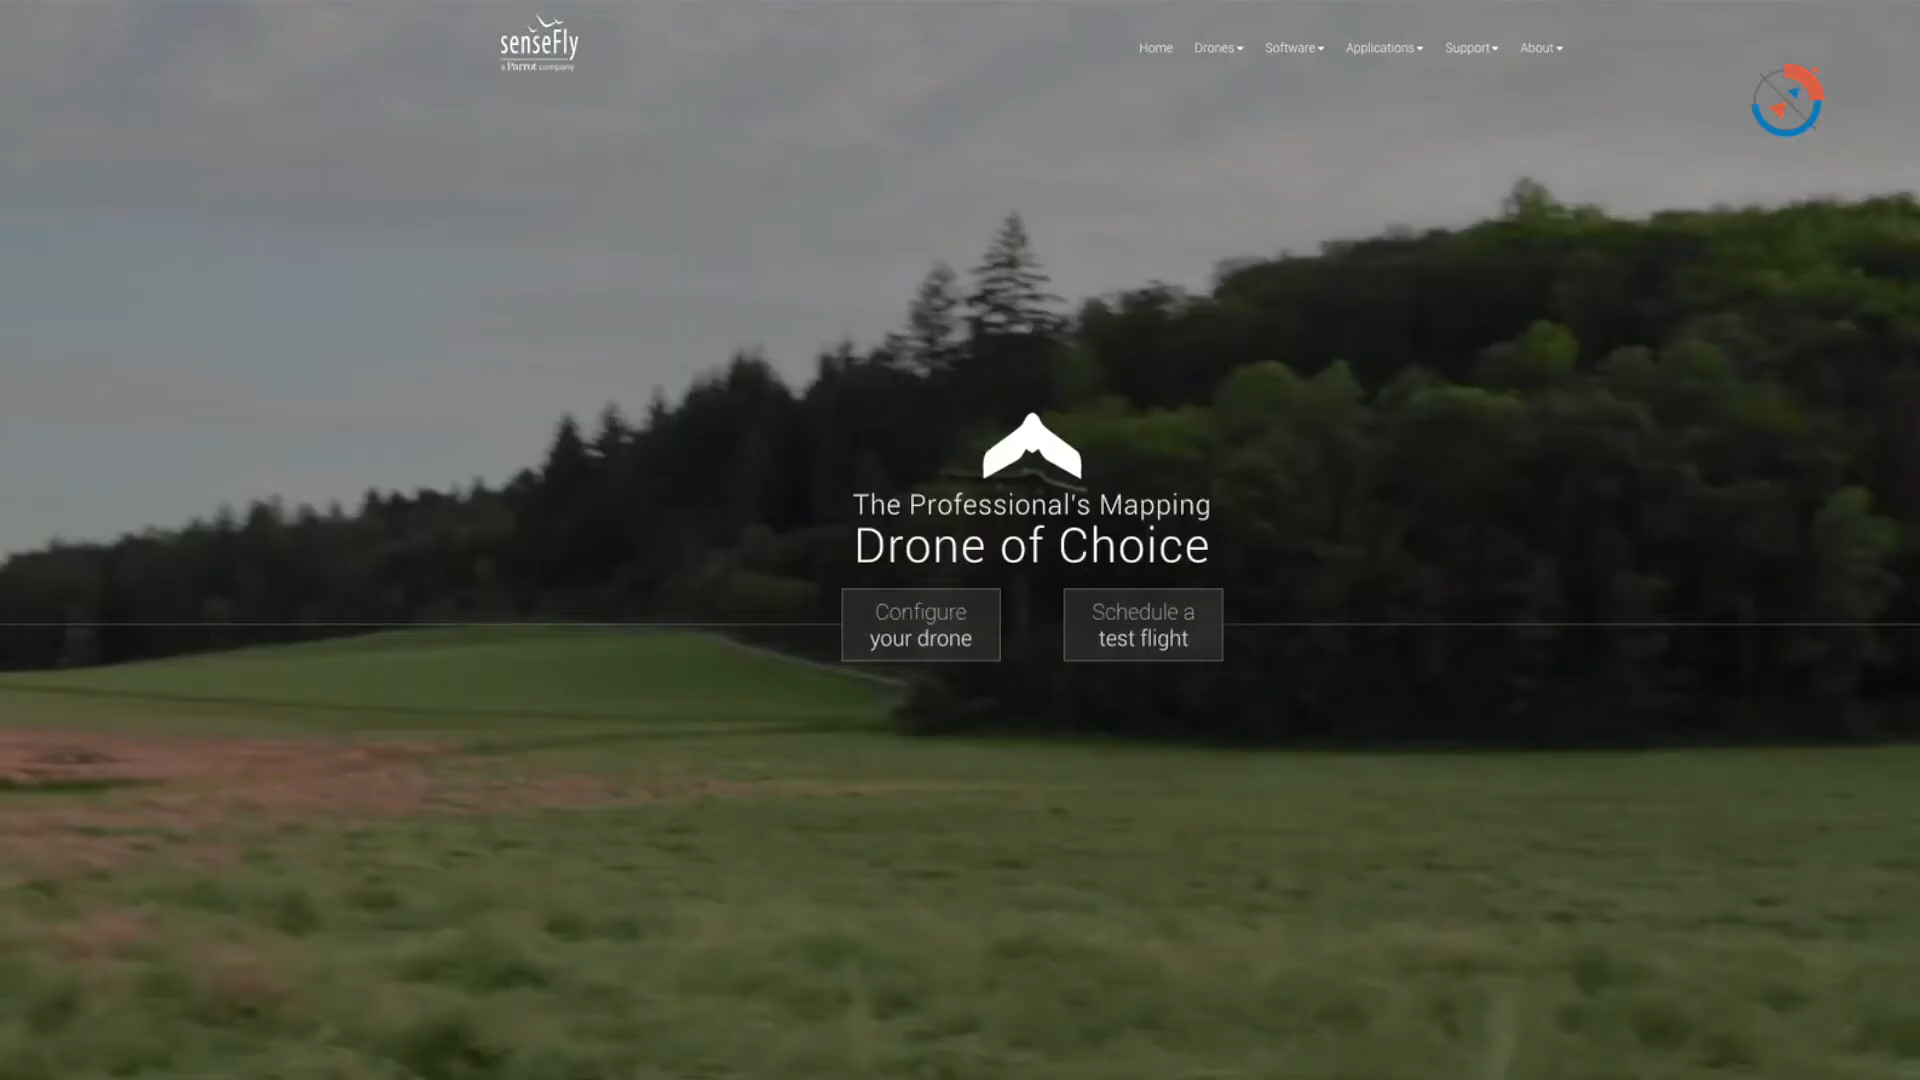 senseFly
a Parrot company
Home Drones Software Applications Support About
The Professional's Mapping
Drone of Choice
Configure
your drone
Schedule a
test flight